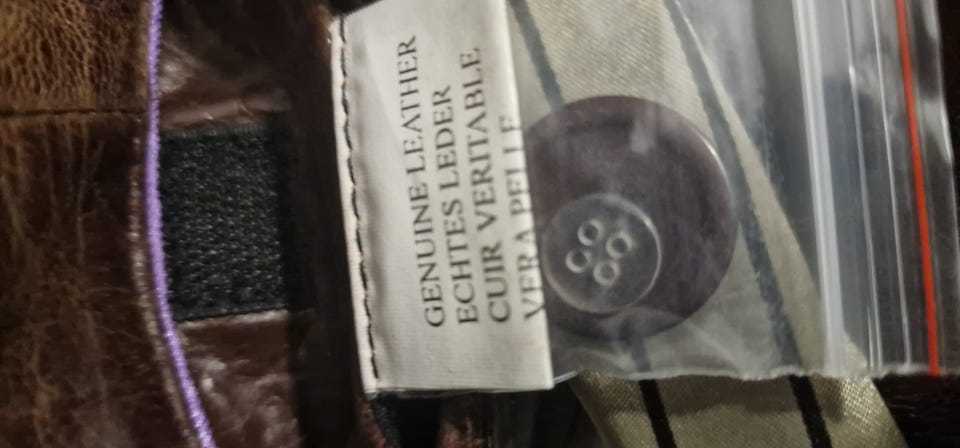 GENUINE LEATHER
ECHTES LEDER
CUIR VERITABLE
VERA PELLE